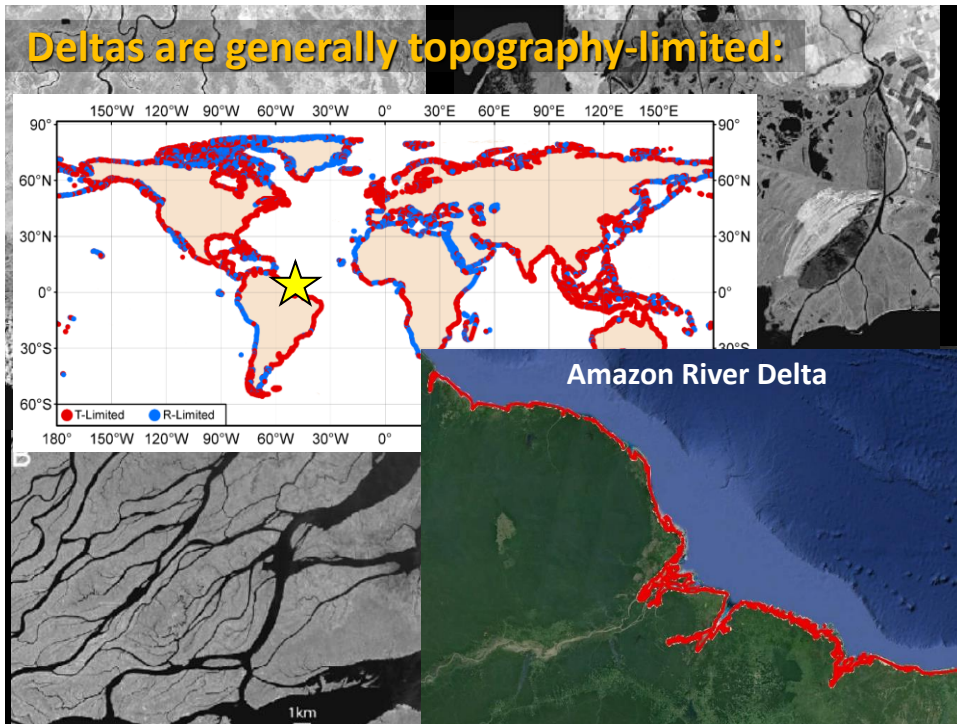 Deltas are generally topography-limited:
150°W 120°W 90°W 60°W 30°W 0° 30°E 60°E 90°E 120°E 150°E
90° 90°
60°N 60°N
30°N 30°N
0° 0°
30°S 30°S
60°S
T-Limited R-Limited
180 150°W 120°W 90°W 60°W 30°W 0°
Amazon River Delta
B
1km